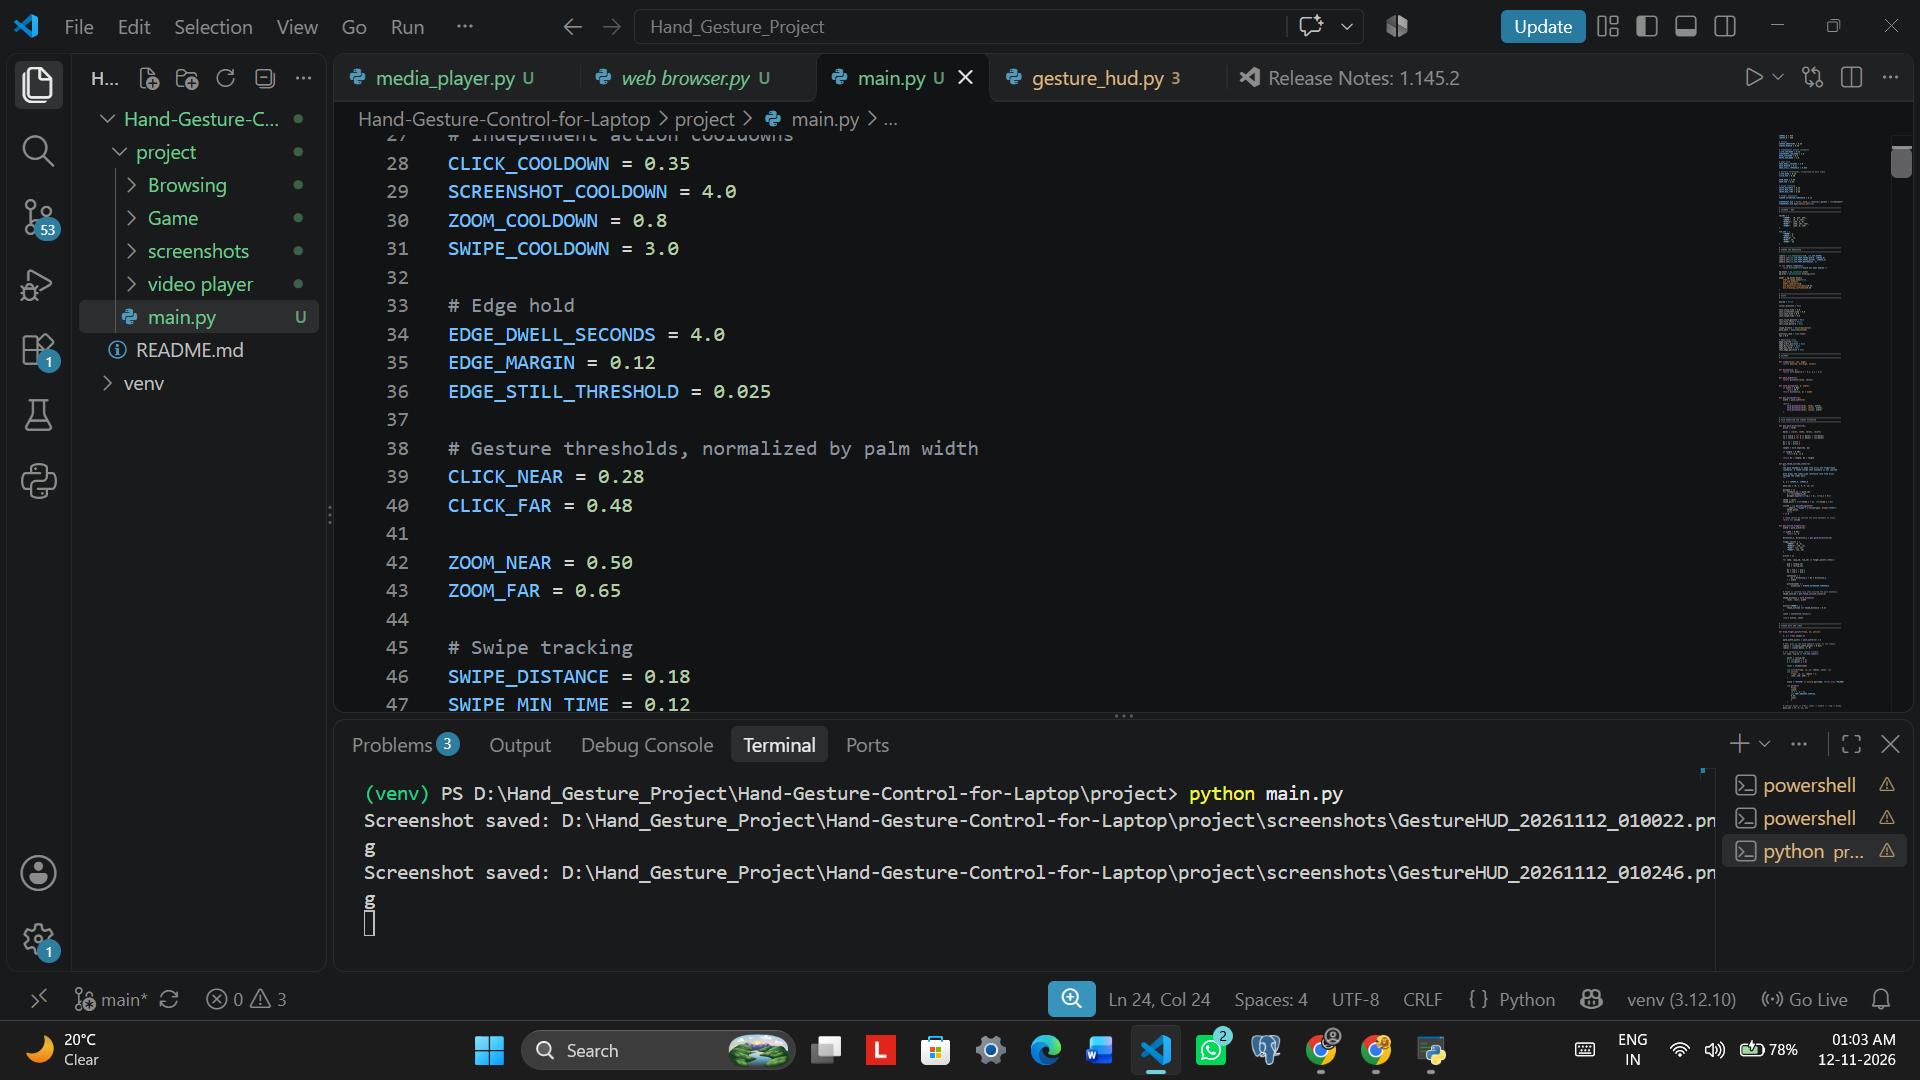 File Edit Selection View Go Run ...
Hand_Gesture_Project
Update
H...
media_player.py U
web browser.py U
main.py U
gesture_hud.py 3
Release Notes: 1.145.2
Hand-Gesture-Control-for-Laptop > project > main.py > ...
Hand-Gesture-C...
project
Browsing
Game
screenshots
video player
main.py U
README.md
venv
53
1
1
27 # Independent action cooldowns
28 CLICK_COOLDOWN = 0.35
29 SCREENSHOT_COOLDOWN = 4.0
30 ZOOM_COOLDOWN = 0.8
31 SWIPE_COOLDOWN = 3.0
32
33 # Edge hold
34 EDGE_DWELL_SECONDS = 4.0
35 EDGE_MARGIN = 0.12
36 EDGE_STILL_THRESHOLD = 0.025
37
38 # Gesture thresholds, normalized by palm width
39 CLICK_NEAR = 0.28
40 CLICK_FAR = 0.48
41
42 ZOOM_NEAR = 0.50
43 ZOOM_FAR = 0.65
44
45 # Swipe tracking
46 SWIPE_DISTANCE = 0.18
47 SWIPE_MIN_TIME = 0.12
Problems 3 Output Debug Console Terminal Ports
(venv) PS D:\Hand_Gesture_Project\Hand-Gesture-Control-for-Laptop\project> python main.py
Screenshot saved: D:\Hand_Gesture_Project\Hand-Gesture-Control-for-Laptop\project\screenshots\GestureHUD_20261112_010022.pn
g
Screenshot saved: D:\Hand_Gesture_Project\Hand-Gesture-Control-for-Laptop\project\screenshots\GestureHUD_20261112_010246.pn
g
powershell
powershell
python pr...
main* 0 3
Ln 24, Col 24 Spaces: 4 UTF-8 CRLF { } Python venv (3.12.10) Go Live
20°C
Clear
Search
L
W
2
ENG
IN
78%
01:03 AM
12-11-2026